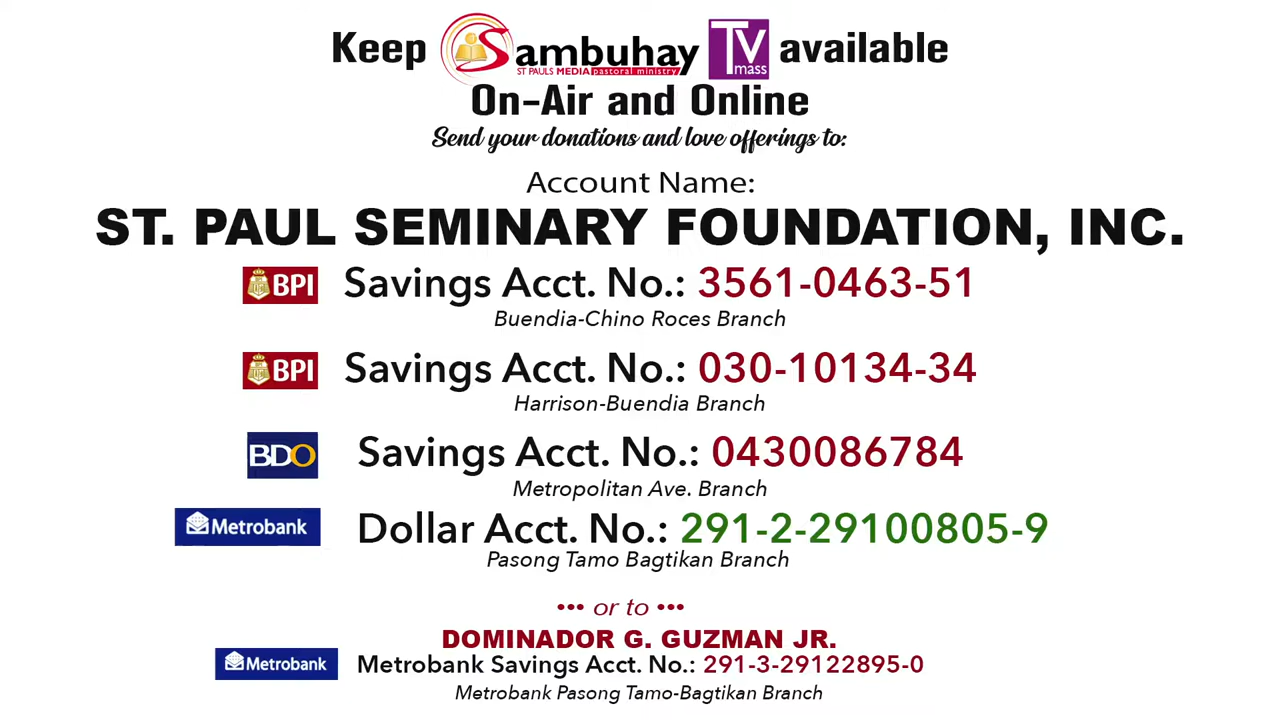 Keep Sambuhay TV mass available
ST PAULS MEDIA pastoral ministry
On-Air and Online
Send your donations and love offerings to:
Account Name:
ST. PAUL SEMINARY FOUNDATION, INC.
BPI Savings Acct. No.: 3561-0463-51
Buendia-Chino Roces Branch
BPI Savings Acct. No.: 030-10134-34
Harrison-Buendia Branch
BDO Savings Acct. No.: 0430086784
Metropolitan Ave. Branch
Metrobank Dollar Acct. No.: 291-2-29100805-9
Pasong Tamo Bagtikan Branch
••• or to •••
DOMINADOR G. GUZMAN JR.
Metrobank Metrobank Savings Acct. No.: 291-3-29122895-0
Metrobank Pasong Tamo-Bagtikan Branch